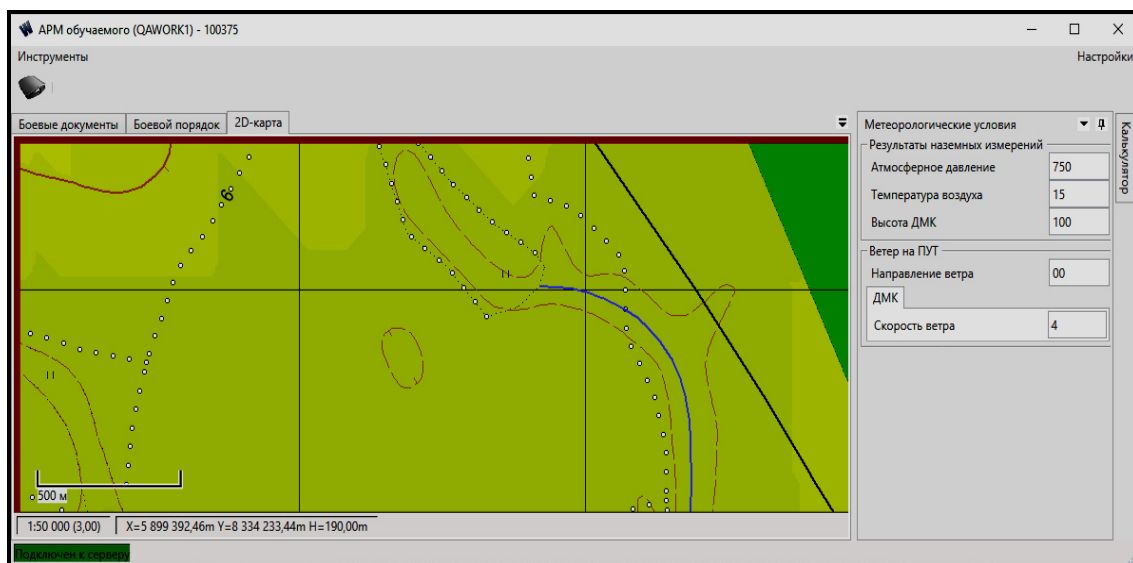 АРМ обучаемого (QAWORK1) - 100375
Инструменты
Настройки
Боевые документы
Боевой порядок
2D-карта
Метеорологические условия
Калькулятор
Результаты наземных измерений
Атмосферное давление 750
Температура воздуха 15
Высота ДМК 100
Ветер на ПУТ
Направление ветра 00
ДМК
Скорость ветра 4
6
500 м
1:50 000 (3,00) X=5 899 392,46m Y=8 334 233,44m H=190,00m
Подключен к серверу